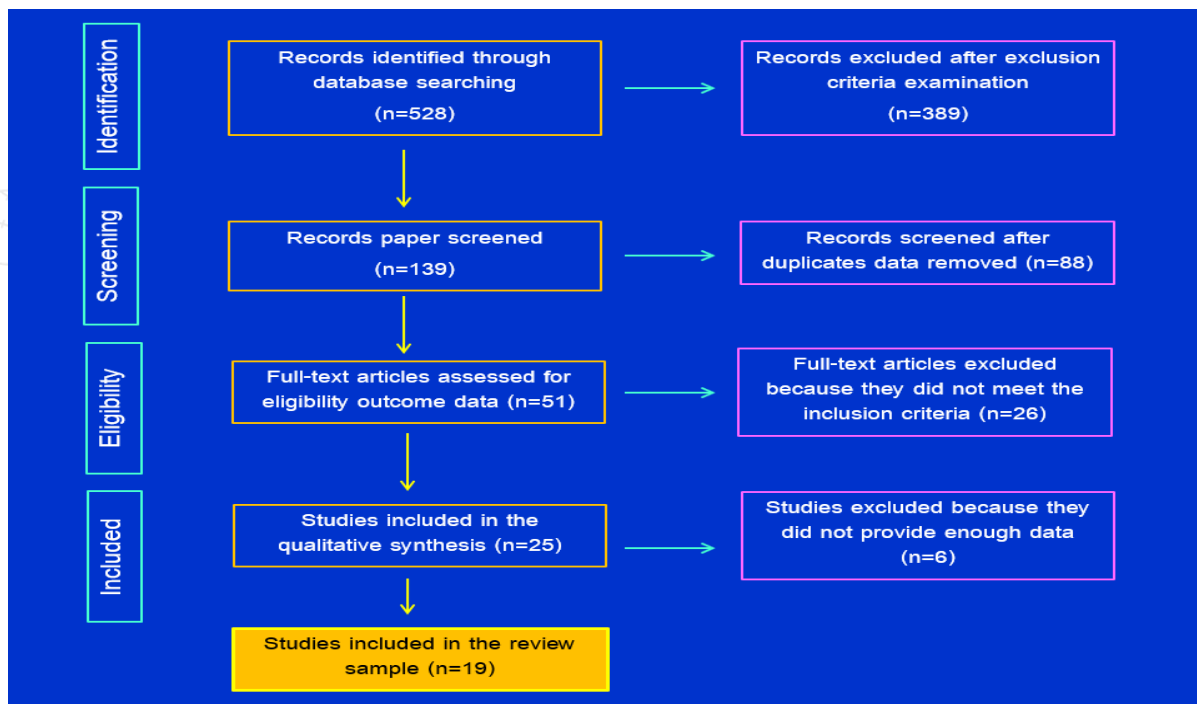 Identification
Records identified through
database searching
(n=528)
Records excluded after exclusion
criteria examination
(n=389)
Screening
Records paper screened
(n=139)
Records screened after
duplicates data removed (n=88)
Eligibility
Full-text articles assessed for
eligibility outcome data (n=51)
Full-text articles excluded
because they did not meet the
inclusion criteria (n=26)
Included
Studies included in the
qualitative synthesis (n=25)
Studies excluded because they
did not provide enough data
(n=6)
Studies included in the review
sample (n=19)